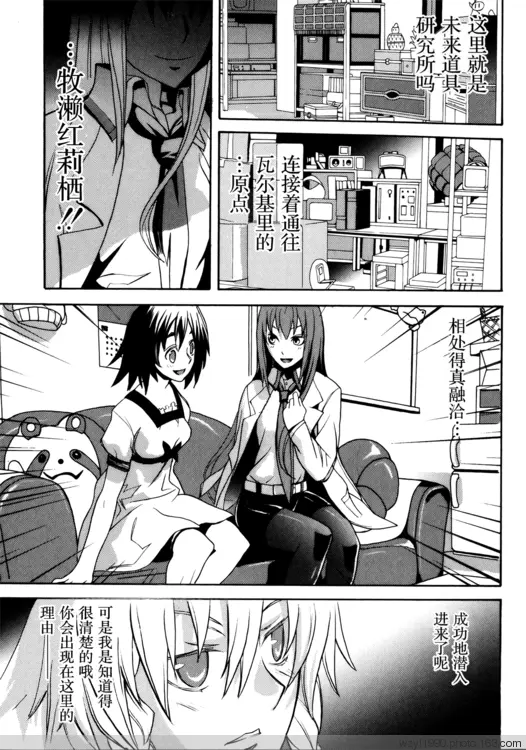 这里就是
未来道具
研究所吗
连接着通往
瓦尔基里的
…原点
…牧濑红莉栖!!
相处得真融洽…
成功地潜入
进来了呢
可是我是知道得
很清楚的哦
你会出现在这里的
理由—